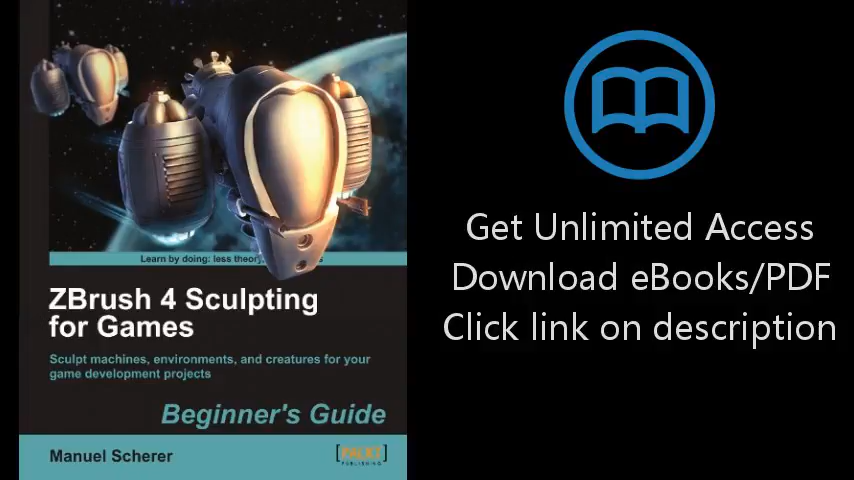 Learn by doing: less theory,
ZBrush 4 Sculpting
for Games
Sculpt machines, environments, and creatures for your
game development projects
Beginner's Guide
Manuel Scherer
[PACKT]
PUBLISHING
Get Unlimited Access
Download eBooks/PDF
Click link on description